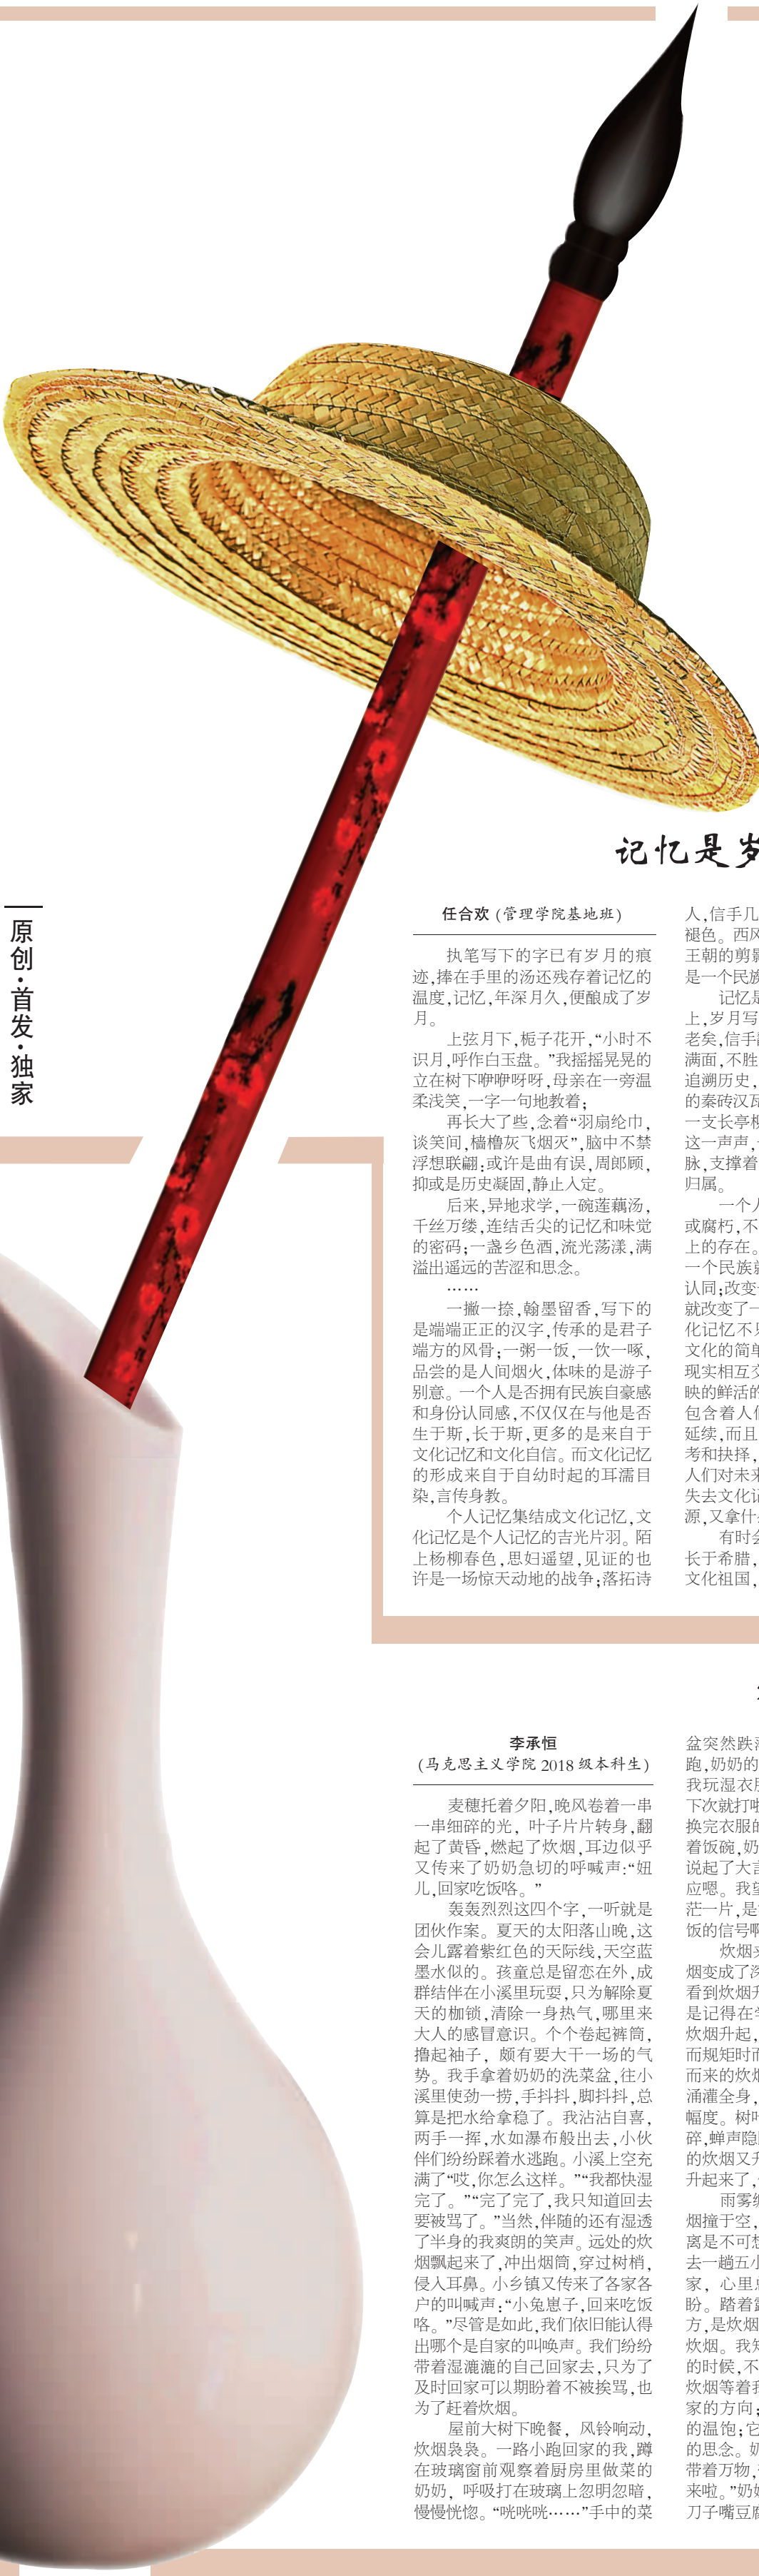 记忆是岁
原创·首发·独家
任合欢(管理学院基地班)
执笔写下的字已有岁月的痕
迹,捧在手里的汤还残存着记忆的
温度,记忆,年深月久,便酿成了岁
月。
上弦月下,栀子花开,“小时不
识月,呼作白玉盘。”我摇摇晃晃的
立在树下咿咿呀呀,母亲在一旁温
柔浅笑,一字一句地教着;
再长大了些,念着“羽扇纶巾,
谈笑间,樯橹灰飞烟灭”,脑中不禁
浮想联翩:或许是曲有误,周郎顾,
抑或是历史凝固,静止入定。
后来,异地求学,一碗莲藕汤,
千丝万缕,连结舌尖的记忆和味觉
的密码;一盏乡色酒,流光荡漾,满
溢出遥远的苦涩和思念。
……
一撇一捺,翰墨留香,写下的
是端端正正的汉字,传承的是君子
端方的风骨;一粥一饭,一饮一啄,
品尝的是人间烟火,体味的是游子
别意。一个人是否拥有民族自豪感
和身份认同感,不仅仅在与他是否
生于斯,长于斯,更多的是来自于
文化记忆和文化自信。而文化记忆
的形成来自于自幼时起的耳濡目
染,言传身教。
个人记忆集结成文化记忆,文
化记忆是个人记忆的吉光片羽。陌
上杨柳春色,思妇遥望,见证的也
许是一场惊天动地的战争;落拓诗
人,信手几
褪色。西风
王朝的剪影
是一个民族
记忆是
上,岁月写
老矣,信手
满面,不胜
追溯历史,
的秦砖汉瓦
一支长亭柳
这一声声,
脉,支撑着
归属。
一个人
或腐朽,不
上的存在。
一个民族就
认同;改变
就改变了一
化记忆不只
文化的简单
现实相互交
映的鲜活的
包含着人们
延续,而且
考和抉择,
人们对未来
失去文化记
源,又拿什
有时会
长于希腊,
文化祖国,
李承恒
(马克思主义学院 2018 级本科生)
麦穗托着夕阳,晚风卷着一串
一串细碎的光,叶子片片转身,翻
起了黄昏,燃起了炊烟,耳边似乎
又传来了奶奶急切的呼喊声:“妞
儿,回家吃饭咯。”
轰轰烈烈这四个字,一听就是
团伙作案。夏天的太阳落山晚,这
会儿露着紫红色的天际线,天空蓝
墨水似的。孩童总是留恋在外,成
群结伴在小溪里玩耍,只为解除夏
天的枷锁,清除一身热气,哪里来
大人的感冒意识。个个卷起裤筒,
撸起袖子,颇有要大干一场的气
势。我手拿着奶奶的洗菜盆,往小
溪里使劲一捞,手抖抖,脚抖抖,总
算是把水给拿稳了。我沾沾自喜,
两手一挥,水如瀑布般出去,小伙
伴们纷纷踩着水逃跑。小溪上空充
满了“哎,你怎么这样。”“我都快湿
完了。”“完了完了,我只知道回去
要被骂了。”当然,伴随的还有湿透
了半身的我爽朗的笑声。远处的炊
烟飘起来了,冲出烟筒,穿过树梢,
侵入耳鼻。小乡镇又传来了各家各
户的叫喊声:“小兔崽子,回来吃饭
咯。”尽管是如此,我们依旧能认得
出哪个是自家的叫唤声。我们纷纷
带着湿漉漉的自己回家去,只为了
及时回家可以期盼着不被挨骂,也
为了赶着炊烟。
屋前大树下晚餐,风铃响动,
炊烟袅袅。一路小跑回家的我,蹲
在玻璃窗前观察着厨房里做菜的
奶奶,呼吸打在玻璃上忽明忽暗,
慢慢恍惚。“咣咣咣……”手中的菜
盆突然跌
跑,奶奶的
我玩湿衣服
下次就打啦
换完衣服的
着饭碗,奶
说起了大言
应嗯。我望
茫一片,是
饭的信号啊
炊烟来
烟变成了深
看到炊烟升
是记得在学
炊烟升起,
而规矩时而
而来的炊烟
涌灌全身,
幅度。树叶
碎,蝉声隐
的炊烟又升
升起来了,
雨雾缠
烟撞于空,
离是不可想
去一趟五小
家,心里点
盼。踏着露
方,是炊烟
炊烟。我知
的时候,不
炊烟等着我
家的方向;
的温饱;它
的思念。奶
带着万物,
来啦。”奶奶
刀子嘴豆腐